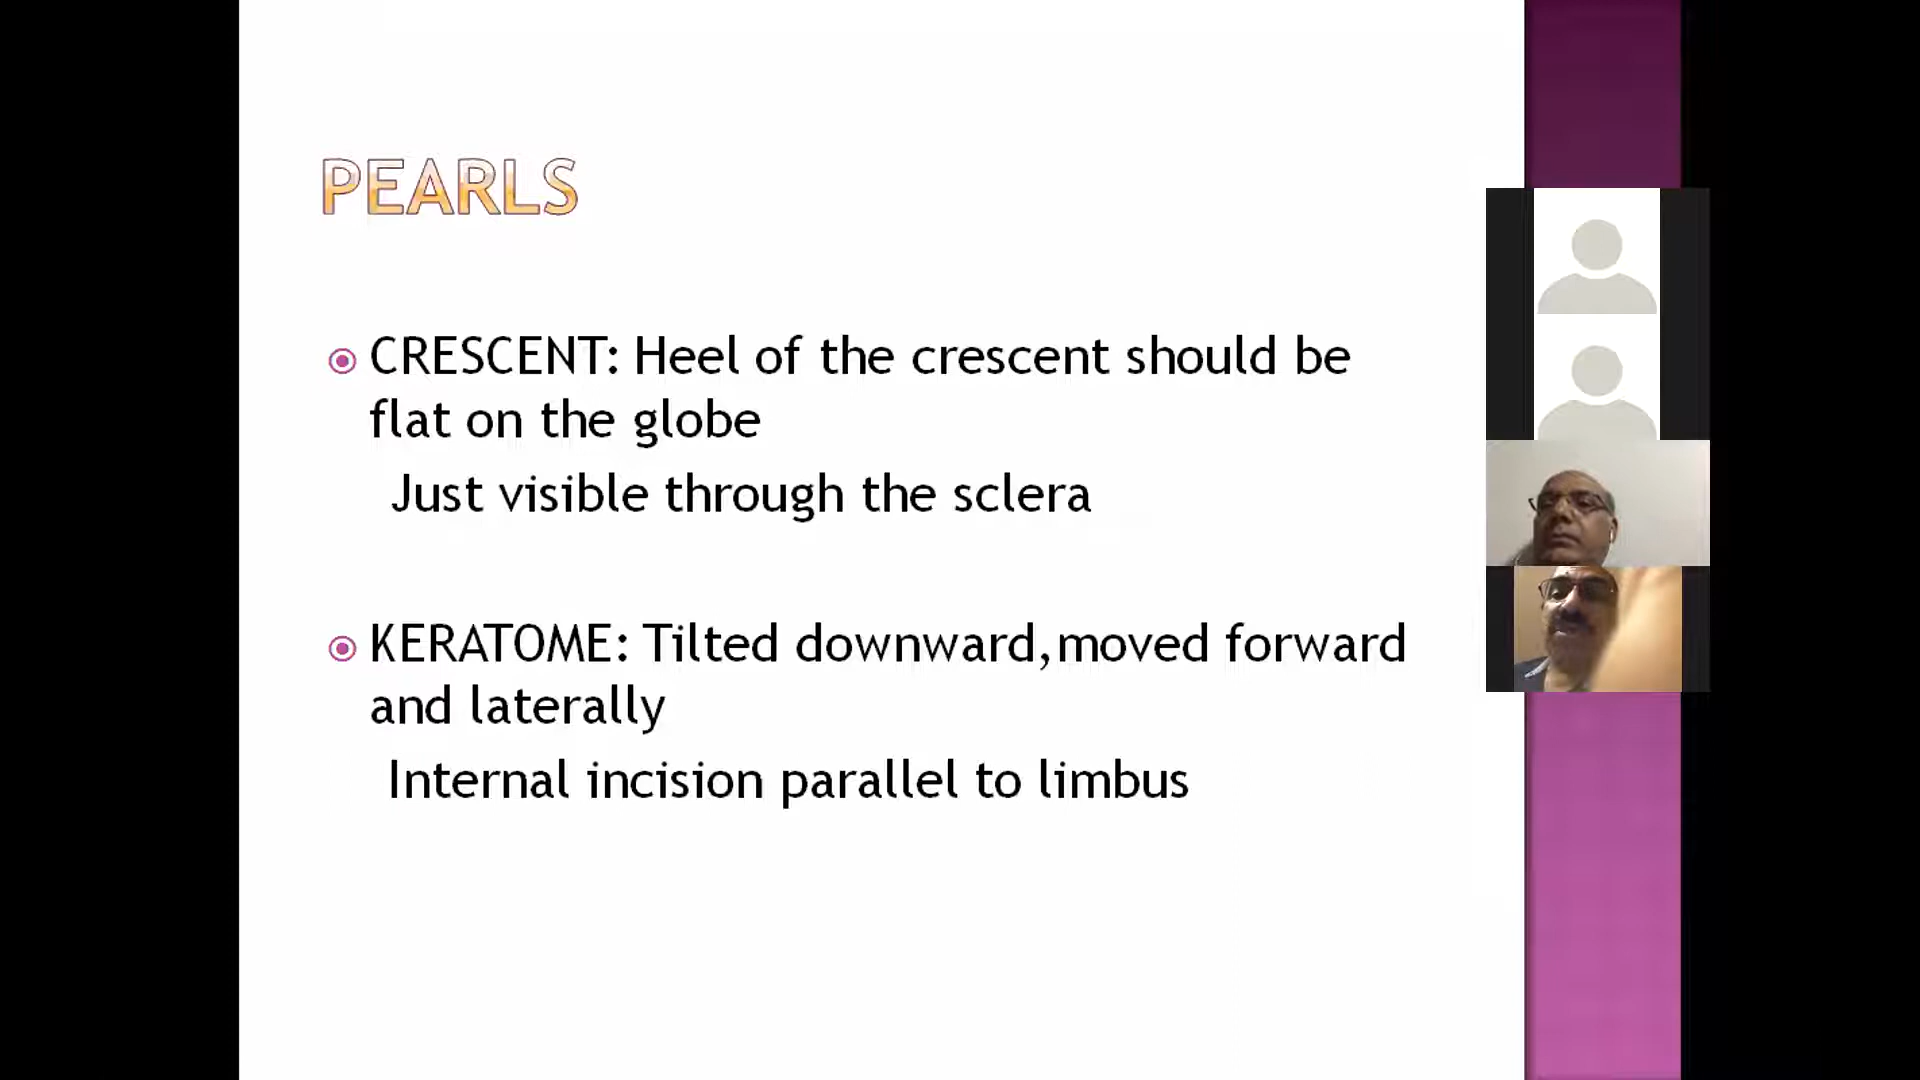 PEARLS
CRESCENT: Heel of the crescent should be
flat on the globe
Just visible through the sclera
KERATOME: Tilted downward,moved forward
and laterally
Internal incision parallel to limbus